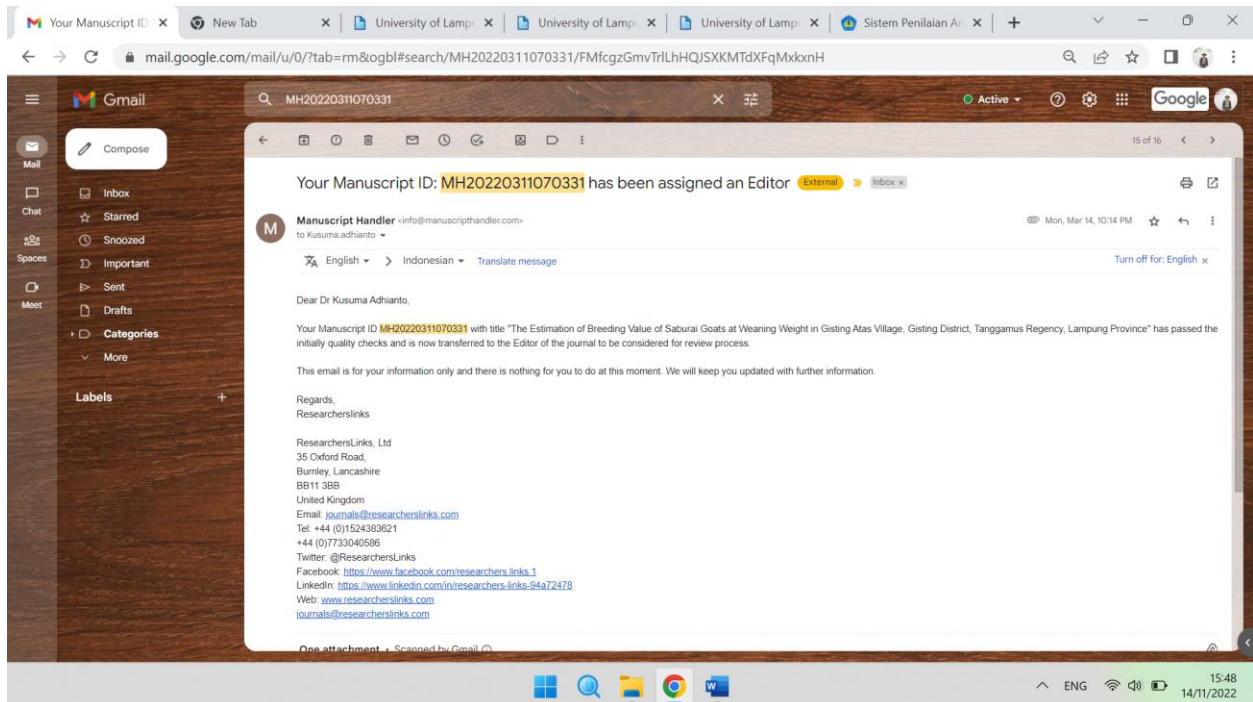 Your Manuscript ID
New Tab
University of Lampu
University of Lampu
University of Lampu
Sistem Penilaian An
mail.google.com/mail/u/0/?tab=rm&ogbl#search/MH20220311070331/FMfcgzGmvTrlLhHQJSXKMTdXFqMxkxnH
Gmail
MH20220311070331
Active
Google
Mail
Chat
Spaces
Meet
Compose
Inbox
Starred
Snoozed
Important
Sent
Drafts
Categories
More
Labels
15 of 16
Your Manuscript ID: MH20220311070331 has been assigned an Editor External Inbox x
M
Manuscript Handler <info@manuscripthandler.com>
Mon, Mar 14, 10:14 PM
to Kusuma.adhianto
English > Indonesian Translate message
Turn off for: English x
Dear Dr Kusuma Adhianto,
Your Manuscript ID MH20220311070331 with title "The Estimation of Breeding Value of Saburai Goats at Weaning Weight in Gisting Atas Village, Gisting District, Tanggamus Regency, Lampung Province" has passed the
initially quality checks and is now transferred to the Editor of the journal to be considered for review process.
This email is for your information only and there is nothing for you to do at this moment. We will keep you updated with further information.
Regards,
Researcherslinks
ResearchersLinks, Ltd
35 Oxford Road,
Burnley, Lancashire
BB11 3BB
United Kingdom
Email: journals@researcherslinks.com
Tel: +44 (0)1524383621
+44 (0)7733040586
Twitter: @ResearchersLinks
Facebook: https://www.facebook.com/researchers.links.1
LinkedIn: https://www.linkedin.com/in/researchers-links-94a72478
Web: www.researcherslinks.com
journals@researcherslinks.com
One attachment • Scanned by Gmail
ENG
15:48
14/11/2022